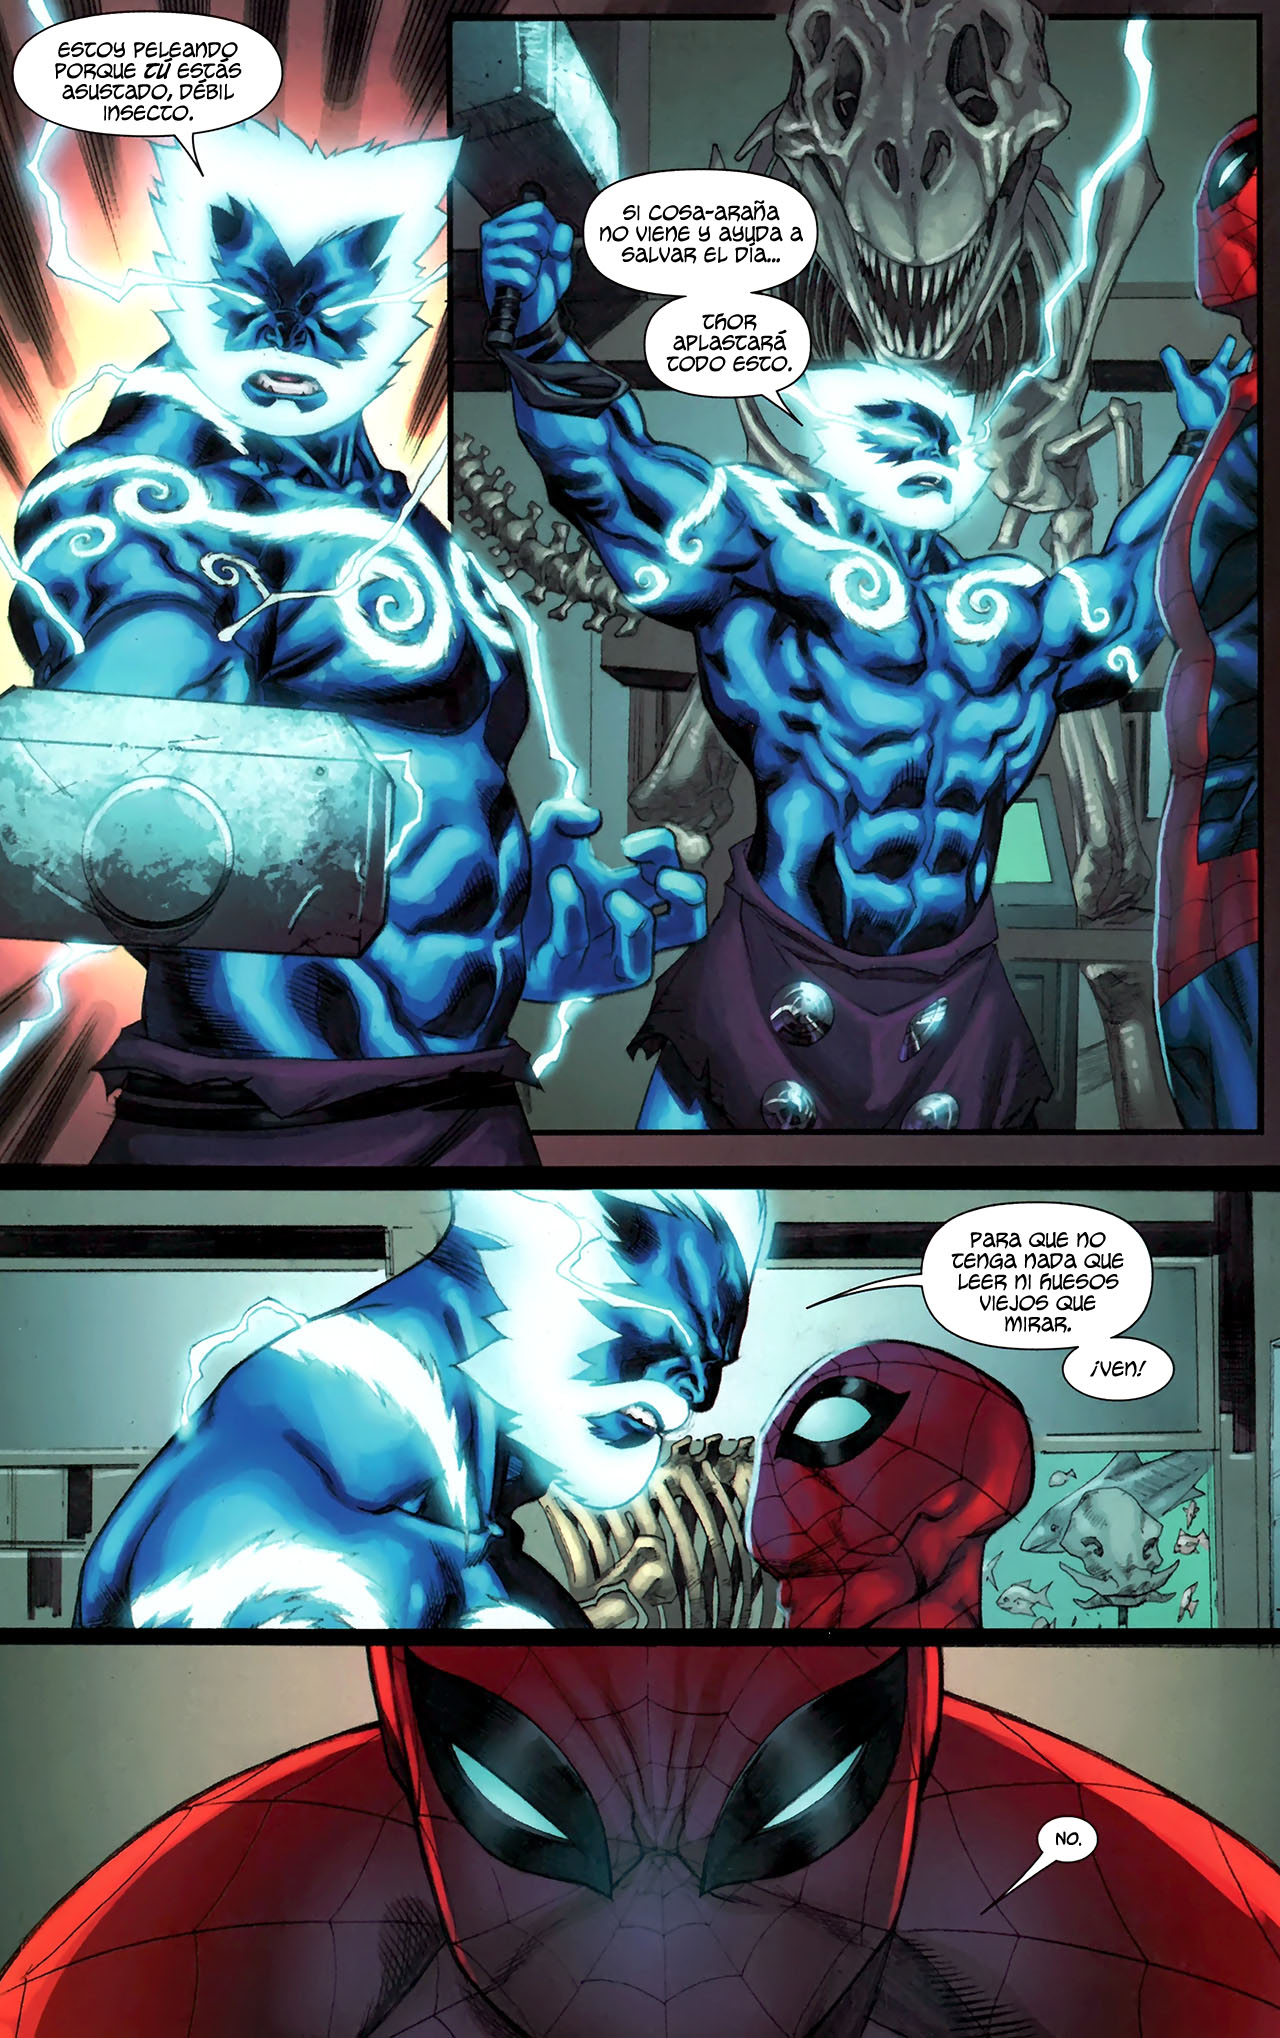 ESTOY PELEANDO
PORQUE TÚ ESTÁS
ASUSTADO, DÉBIL
INSECTO.
SI COSA-ARAÑA
NO VIENE Y AYUDA A
SALVAR EL DÍA...
THOR
APLASTARÁ
TODO ESTO.
PARA QUE NO
TENGA NADA QUE
LEER NI HUESOS
VIEJOS QUE
MIRAR.
¡VEN!
NO.